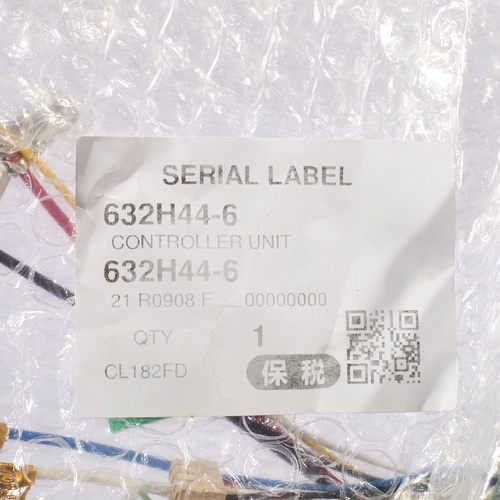 SERIAL LABEL
632H44-6
CONTROLLER UNIT
632H44-6
21 R0908 F 00000000
QTY 1
CL182FD 保税